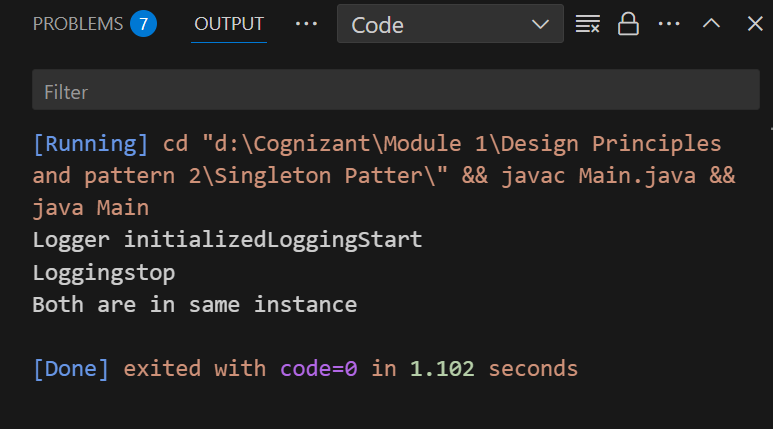 PROBLEMS 7 OUTPUT ··· Code ···
Filter
[Running] cd "d:\Cognizant\Module 1\Design Principles
and pattern 2\Singleton Patter\" && javac Main.java &&
java Main
Logger initializedLoggingStart
Loggingstop
Both are in same instance
[Done] exited with code=0 in 1.102 seconds